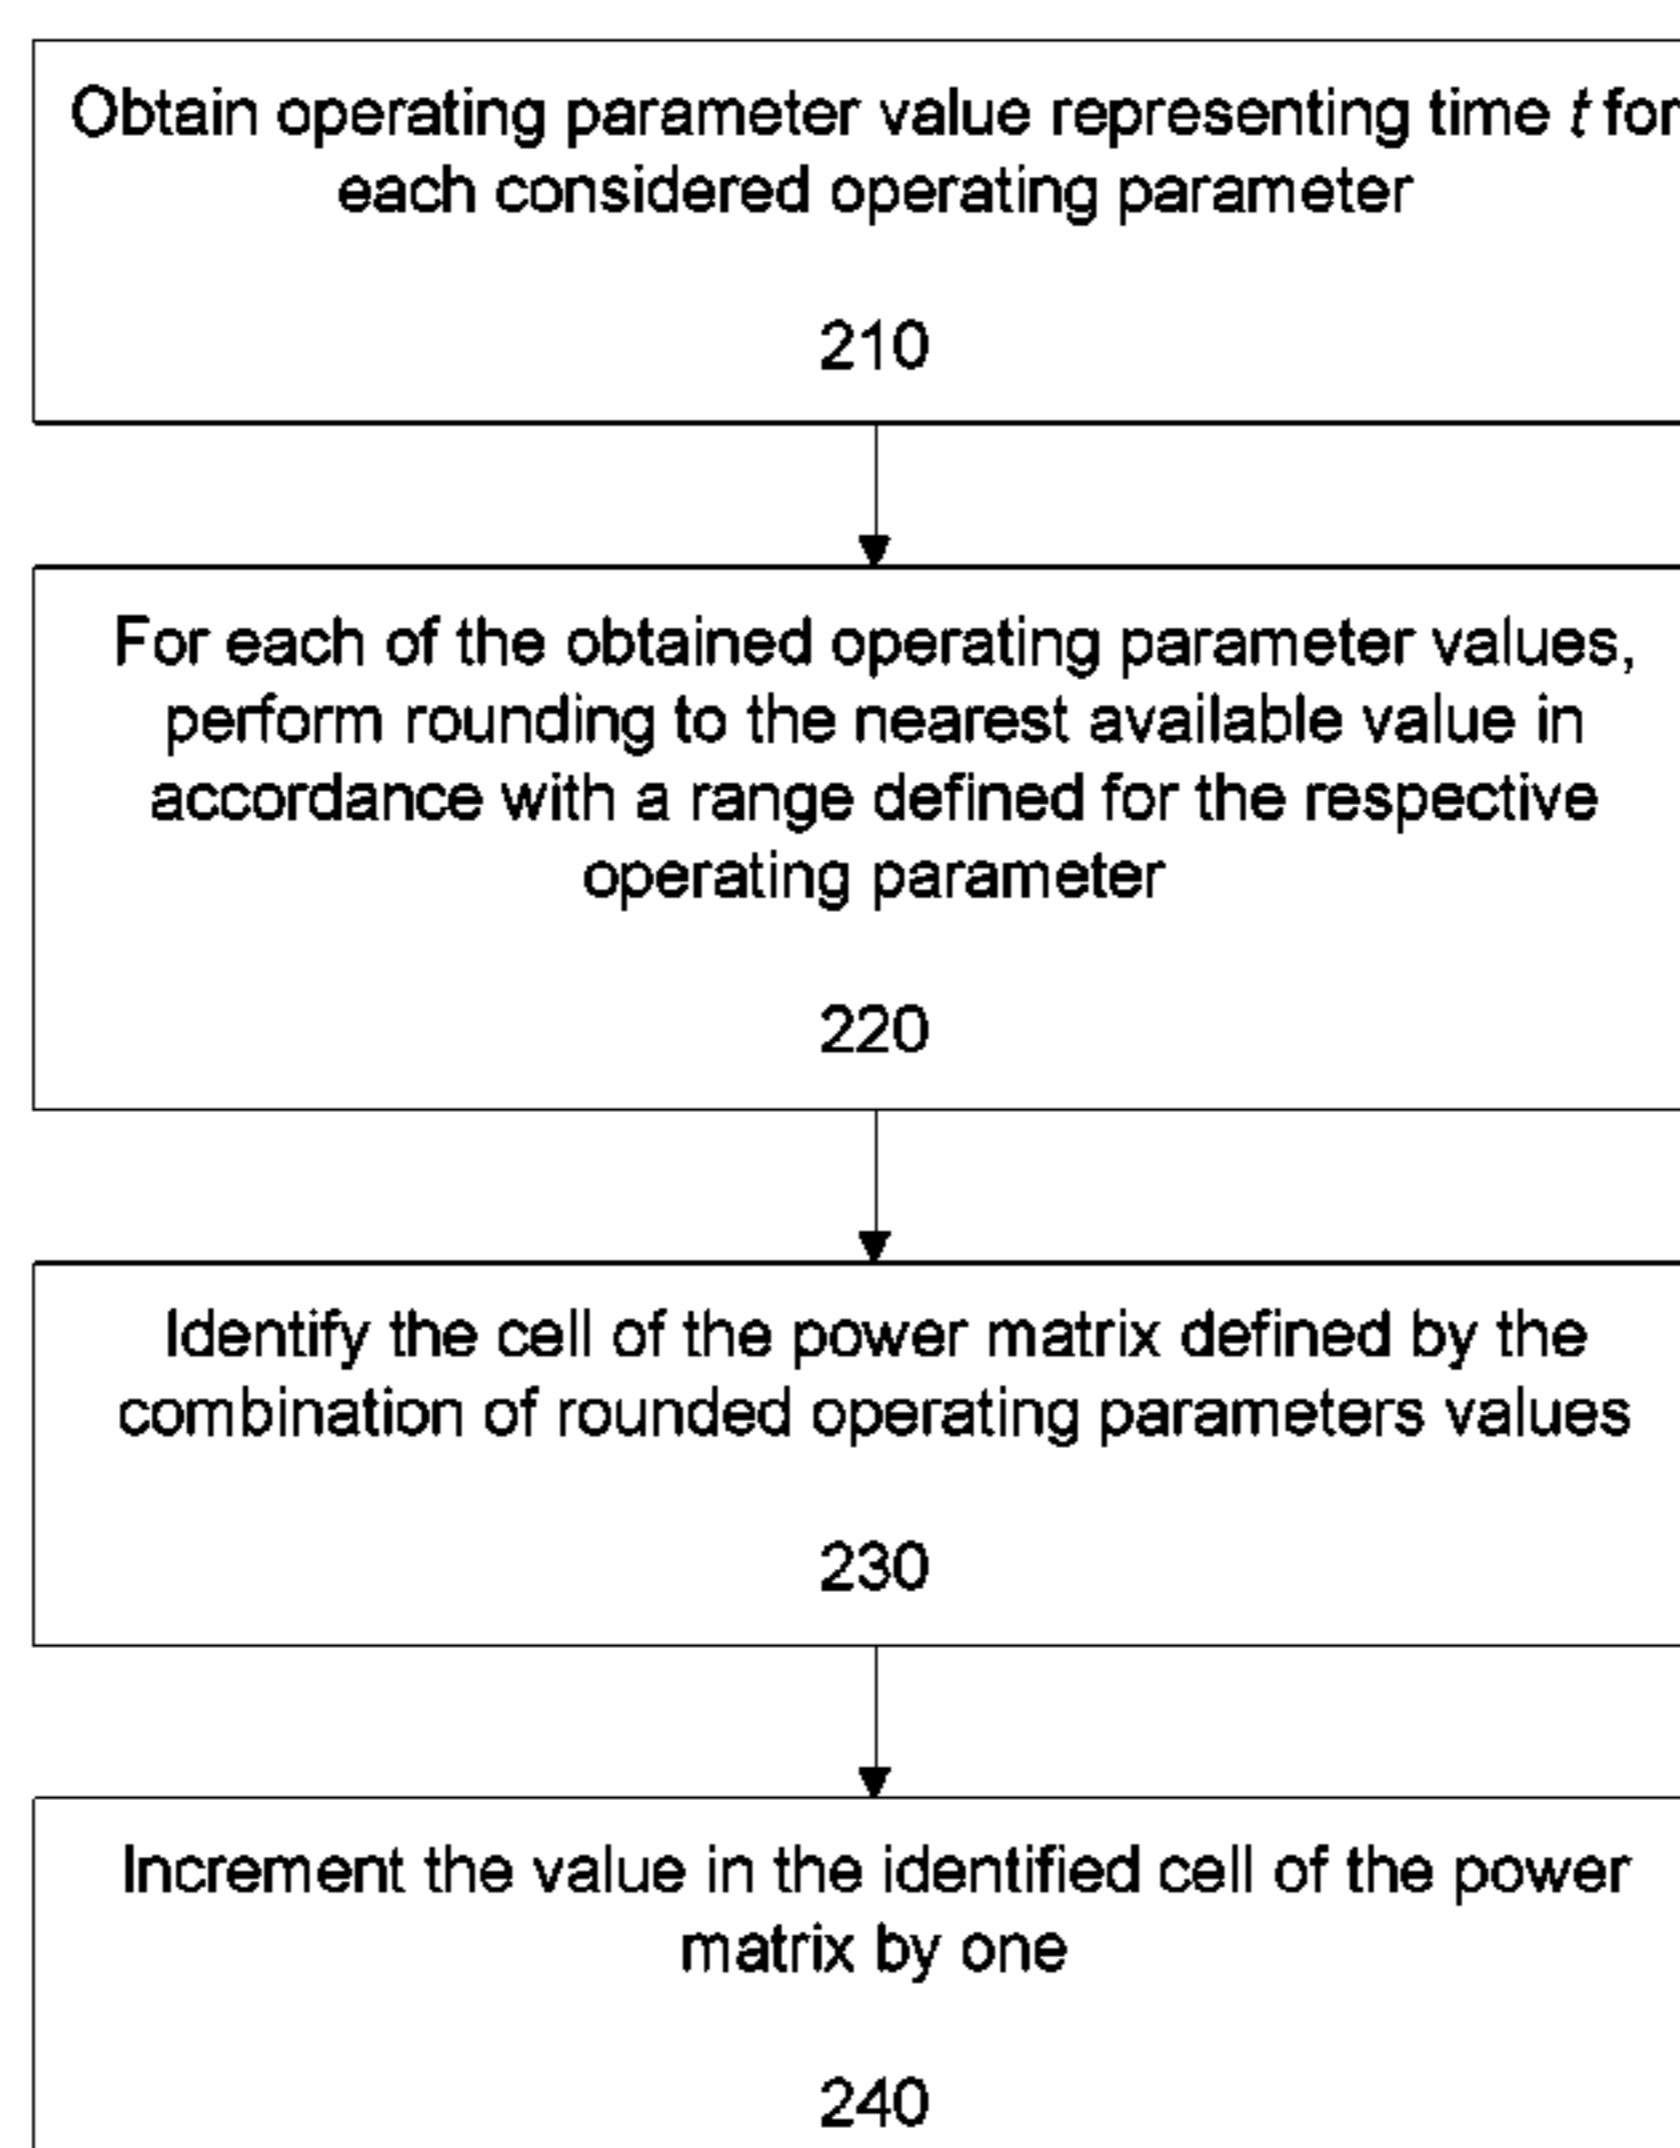 Obtain operating parameter value representing time t for
each considered operating parameter
210
For each of the obtained operating parameter values,
perform rounding to the nearest available value in
accordance with a range defined for the respective
operating parameter
220
Identify the cell of the power matrix defined by the
combination of rounded operating parameters values
230
Increment the value in the identified cell of the power
matrix by one
240